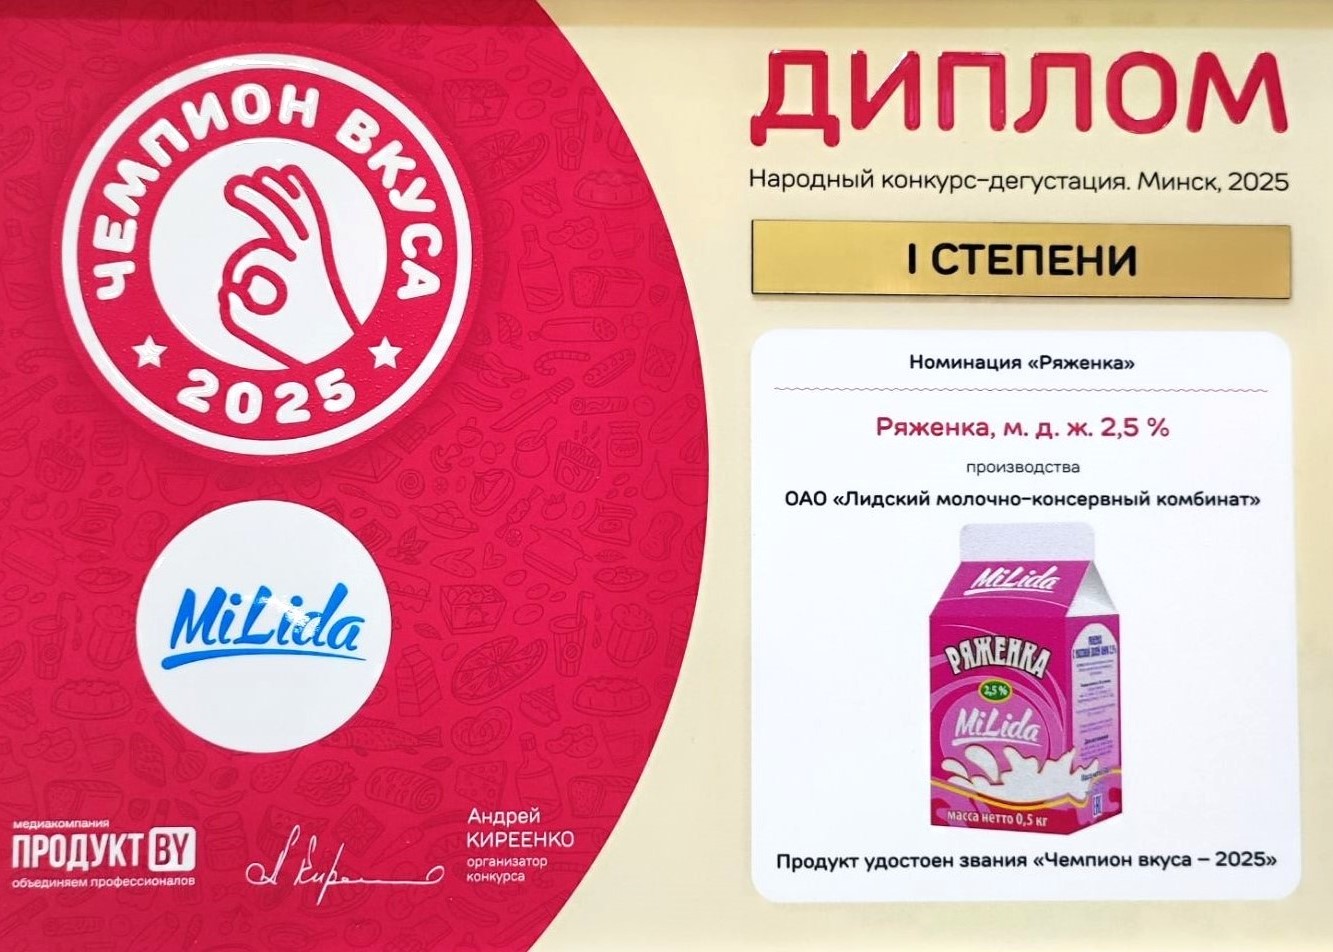 ЧЕМПИОН ВКУСА
2025
MiLida
медиакомпания
ПРОДУКТ BY
объединяем профессионалов
Андрей
КИРЕЕНКО
организатор
конкурса
ДИПЛОМ
Народный конкурс-дегустация. Минск, 2025
I СТЕПЕНИ
Номинация «Ряженка»
Ряженка, м. д. ж. 2,5 %
производства
ОАО «Лидский молочно-консервный комбинат»
MiLida
РЯЖЕНКА
2,5%
MiLida
масса нетто 0,5 кг
Продукт удостоен звания «Чемпион вкуса – 2025»